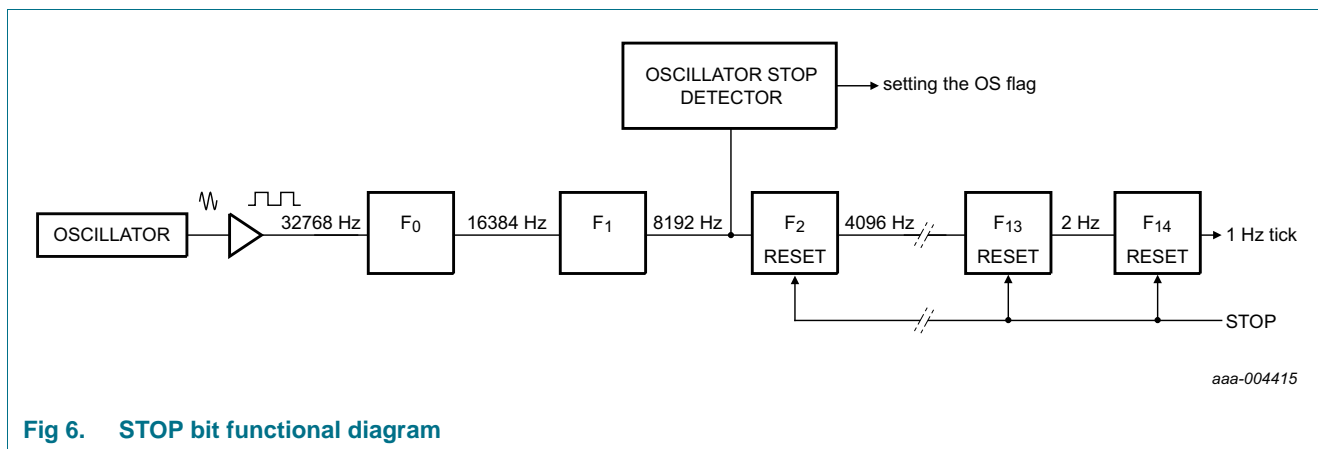 OSCILLATOR STOP
DETECTOR
setting the OS flag
OSCILLATOR
32768 Hz
F0
16384 Hz
F1
8192 Hz
F2
RESET
4096 Hz
F13
RESET
2 Hz
F14
RESET
1 Hz tick
STOP
aaa-004415
Fig 6. STOP bit functional diagram